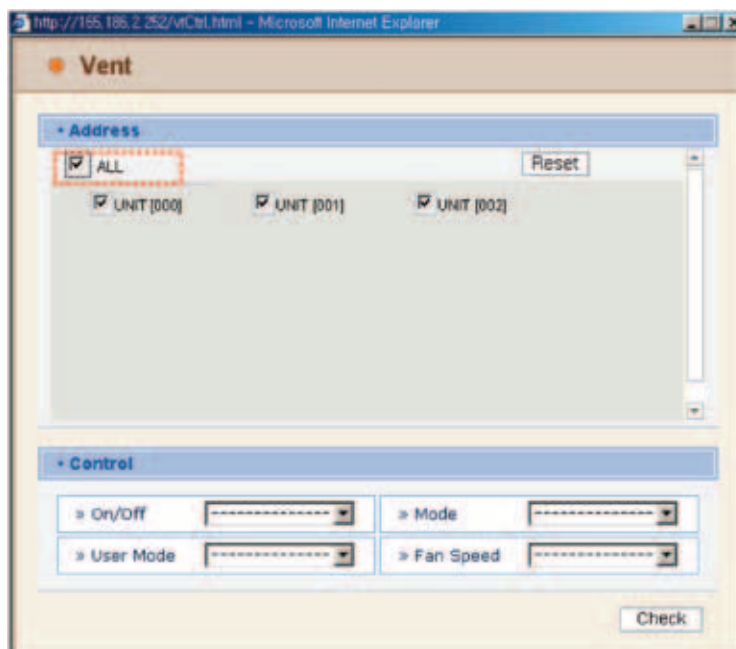 http://165.186.2.252/vtCtrl.html - Microsoft Internet Explorer
Vent
• Address
ALL Reset
UNIT [000] UNIT [001] UNIT [002]
• Control
» On/Off -------------- » Mode --------------
» User Mode -------------- » Fan Speed --------------
Check